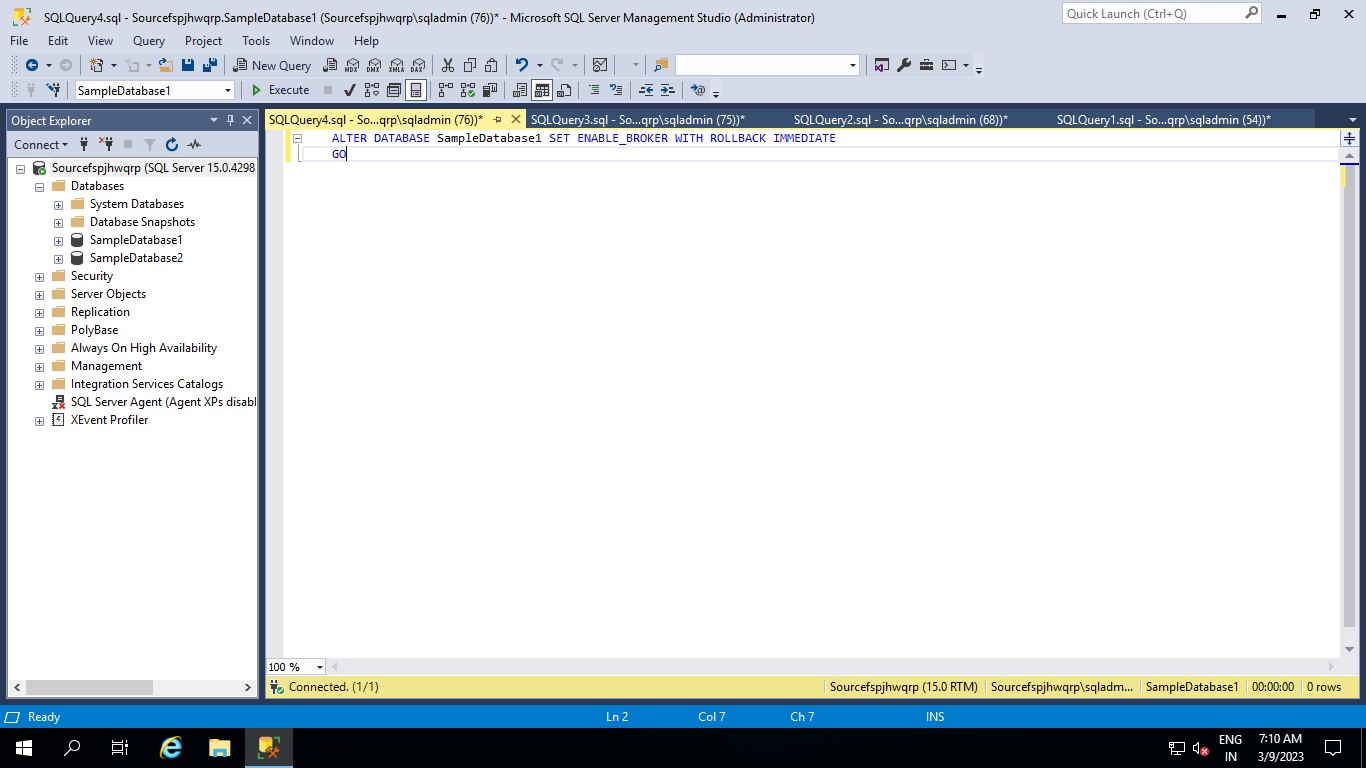 SQLQuery4.sql - Sourcefspjhwqrp.SampleDatabase1 (Sourcefspjhwqrp\sqladmin (76))* - Microsoft SQL Server Management Studio (Administrator)
Quick Launch (Ctrl+Q)
File Edit View Query Project Tools Window Help
New Query
MDX DMX XMLA DAX
SampleDatabase1
Execute
Object Explorer
SQLQuery4.sql - So...qrp\sqladmin (76))*
SQLQuery3.sql - So...qrp\sqladmin (75))*
SQLQuery2.sql - So...qrp\sqladmin (68))*
SQLQuery1.sql - So...qrp\sqladmin (54))*
Connect
Sourcefspjhwqrp (SQL Server 15.0.4298
Databases
System Databases
Database Snapshots
SampleDatabase1
SampleDatabase2
Security
Server Objects
Replication
PolyBase
Always On High Availability
Management
Integration Services Catalogs
SQL Server Agent (Agent XPs disabl
XEvent Profiler
ALTER DATABASE SampleDatabase1 SET ENABLE_BROKER WITH ROLLBACK IMMEDIATE
GO
100 %
Connected. (1/1)
Sourcefspjhwqrp (15.0 RTM)
Sourcefspjhwqrp\sqladm...
SampleDatabase1
00:00:00
0 rows
Ready
Ln 2
Col 7
Ch 7
INS
ENG
IN
7:10 AM
3/9/2023